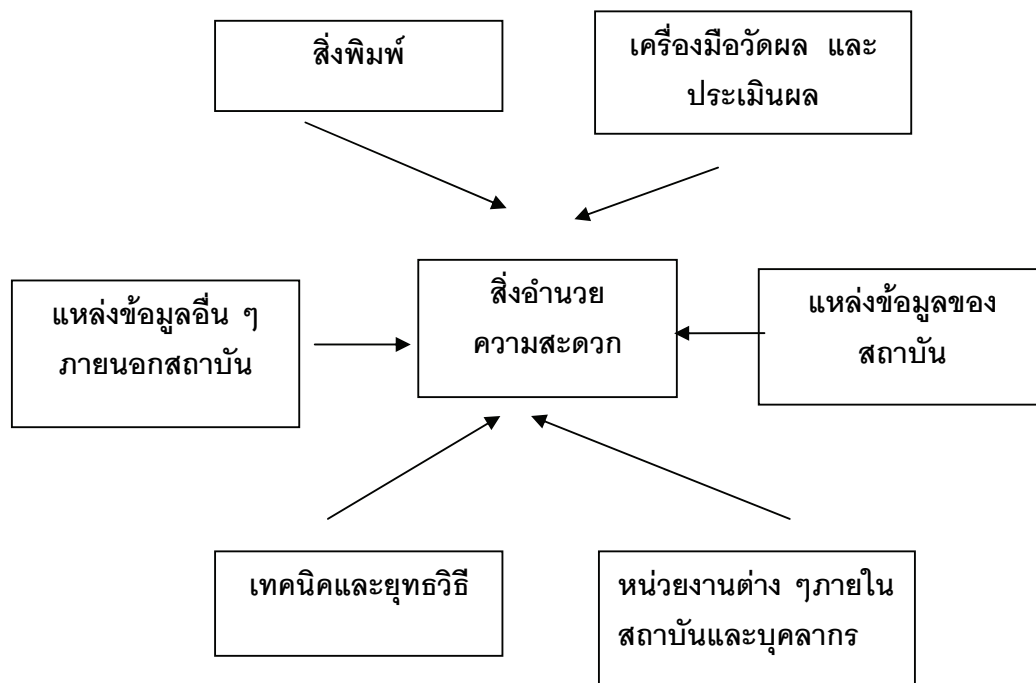 สิ่งพิมพ์
เครื่องมือวัดผล และ
ประเมินผล
แหล่งข้อมูลอื่น ๆ
ภายนอกสถาบัน
สิ่งอำนวย
ความสะดวก
แหล่งข้อมูลของ
สถาบัน
เทคนิคและยุทธวิธี
หน่วยงานต่าง ๆภายใน
สถาบันและบุคลากร